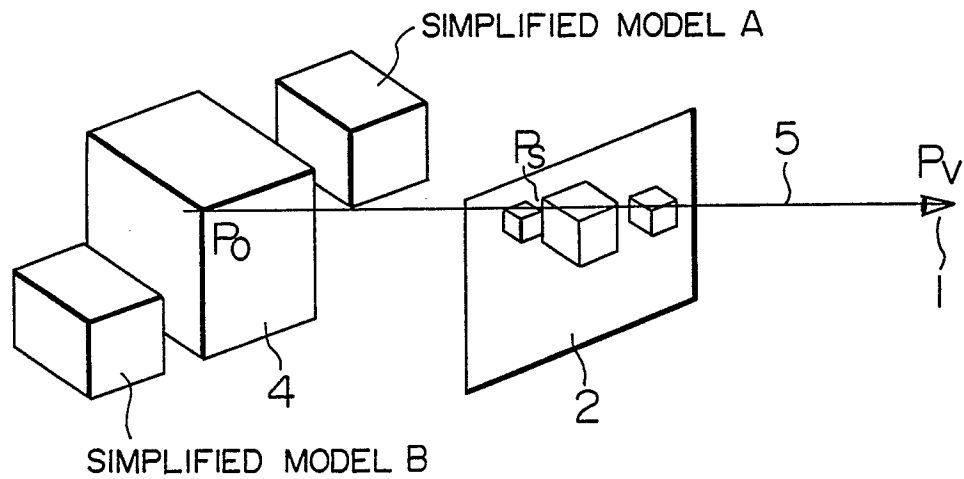 SIMPLIFIED MODEL A
5
Ps
Pv
Po
1
4
2
SIMPLIFIED MODEL B